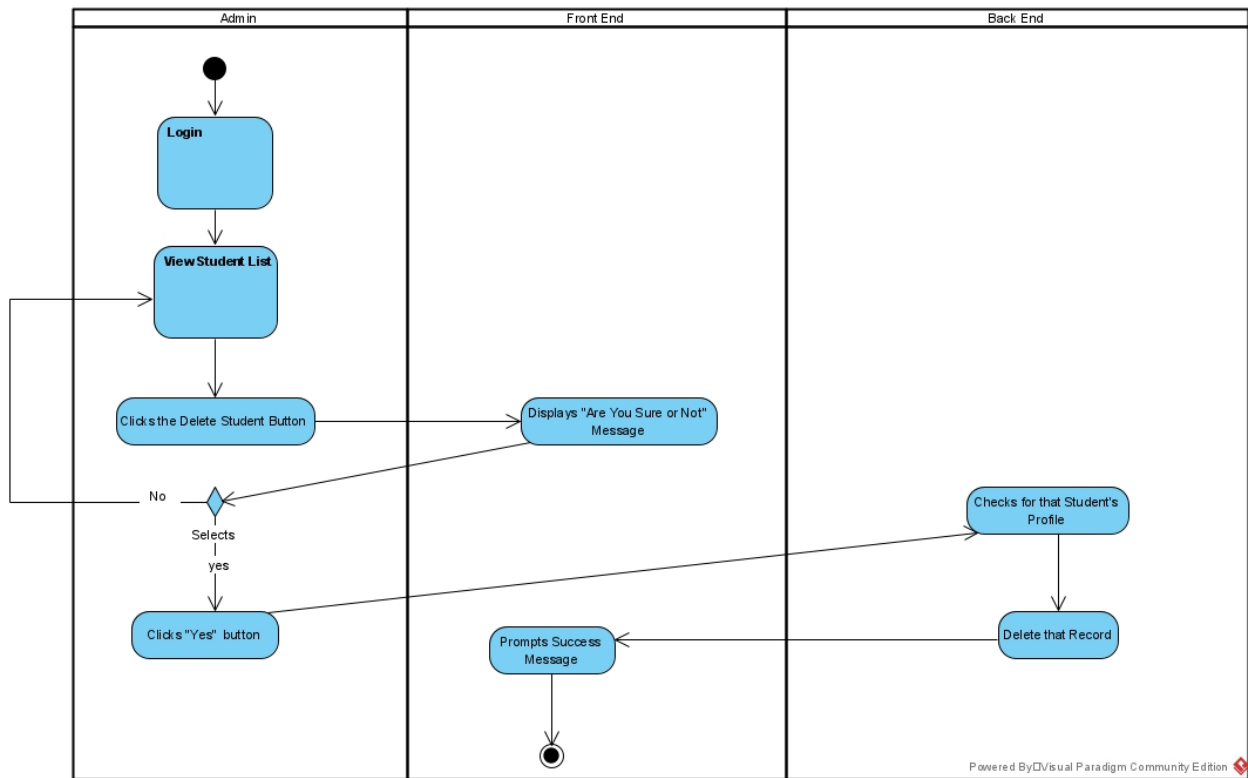 Admin
Front End
Back End
Login
View Student List
Clicks the Delete Student Button
Displays "Are You Sure or Not"
Message
No
Selects
yes
Checks for that Student's
Profile
Clicks "Yes" button
Prompts Success
Message
Delete that Record
Powered By□Visual Paradigm Community Edition